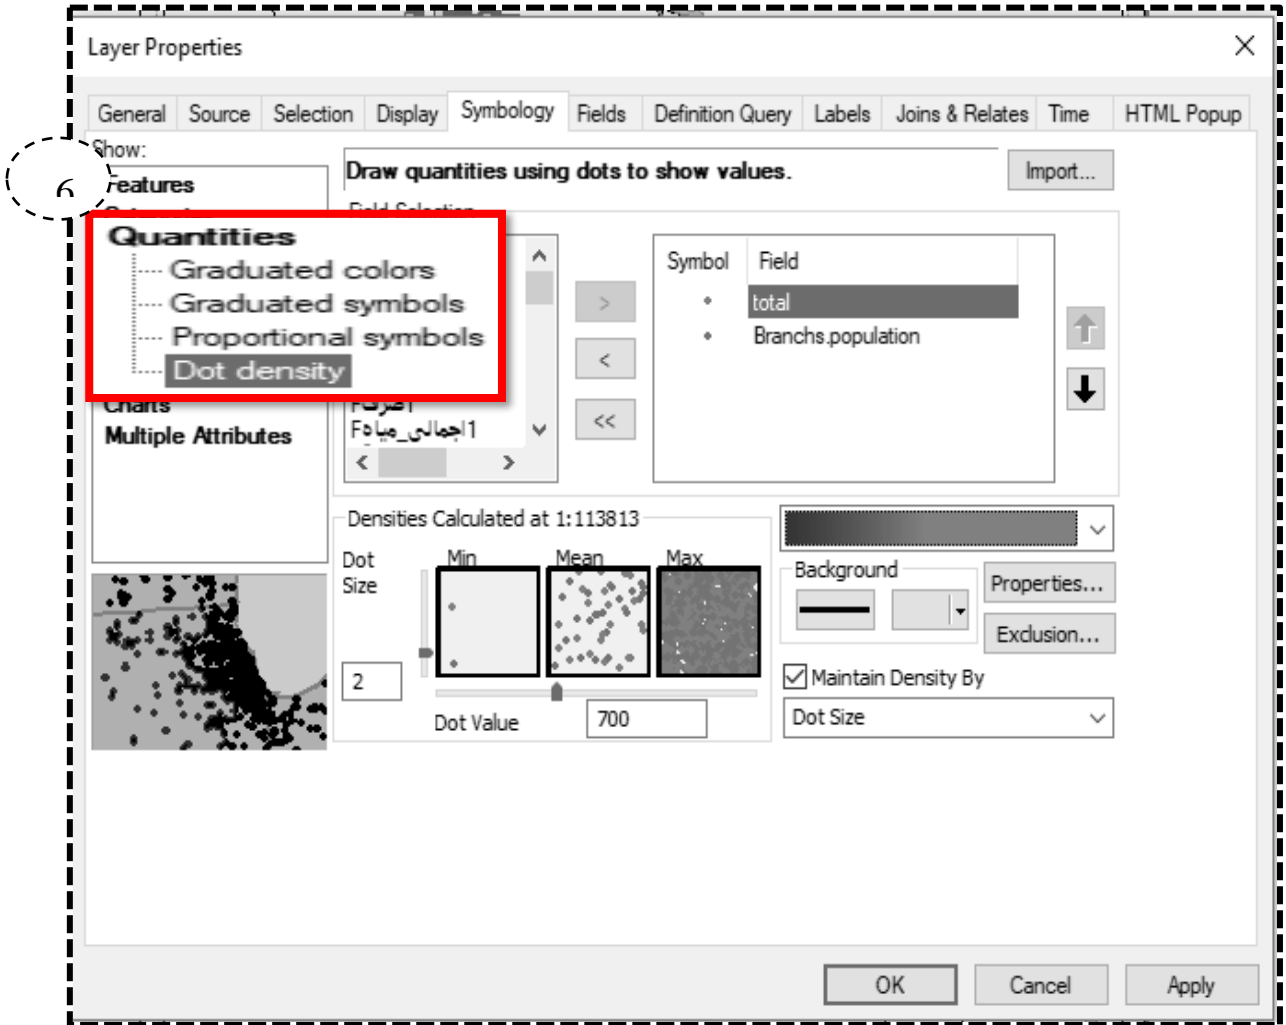 Layer Properties
General Source Selection Display Symbology Fields Definition Query Labels Joins & Relates Time HTML Popup
Show:
6
Features
Draw quantities using dots to show values.
Import...
Field Selection
Quantities
Graduated colors
Graduated symbols
Proportional symbols
Dot density
Charts
Multiple Attributes
1اجمالى_مياهF
>
<
<<
Symbol Field
total
Branchs.population
Densities Calculated at 1:113813
Dot Size
Min Mean Max
2
Dot Value 700
Background
Properties...
Exclusion...
Maintain Density By
Dot Size
OK Cancel Apply